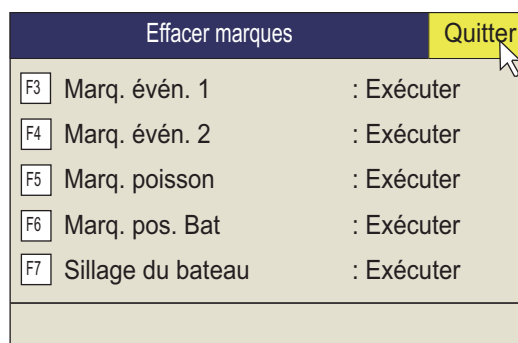 Effacer marques Quitter
F3 Marq. évén. 1 : Exécuter
F4 Marq. évén. 2 : Exécuter
F5 Marq. poisson : Exécuter
F6 Marq. pos. Bat : Exécuter
F7 Sillage du bateau : Exécuter